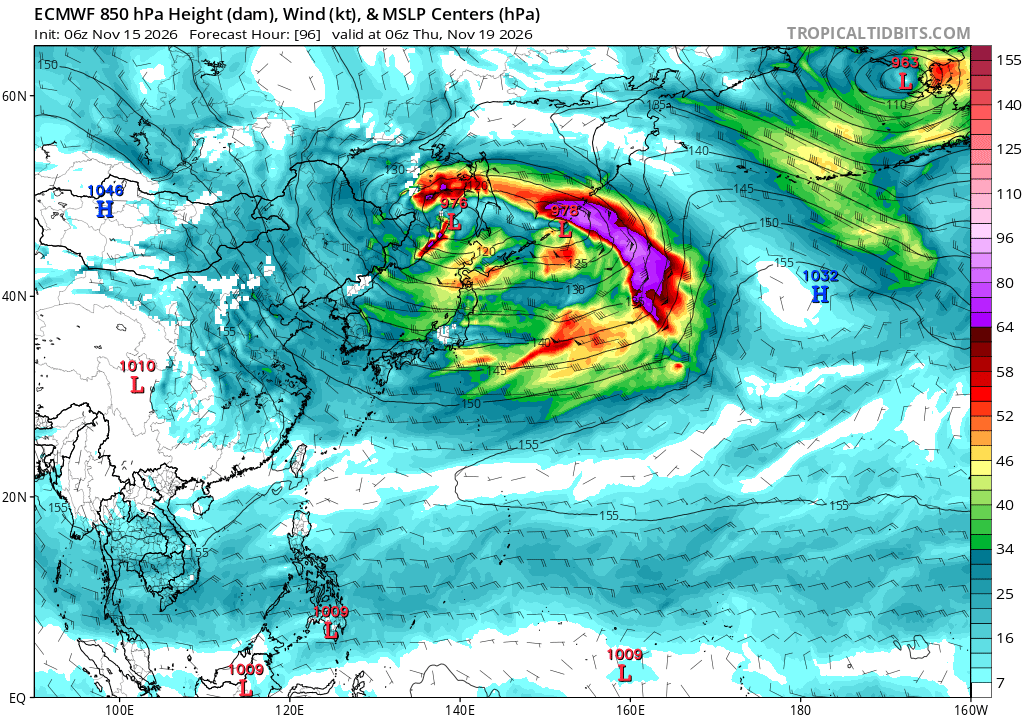 ECMWF 850 hPa Height (dam), Wind (kt), & MSLP Centers (hPa)
Init: 06z Nov 15 2026 Forecast Hour: [96] valid at 06z Thu, Nov 19 2026
TROPICALTIDBITS.COM
150
963
L
155
60N
110
135
140
140
130
125
1046
H
976
L
120
973
L
145
110
150
96
120
125
155
1032
H
80
40N
130
64
140
58
1010
L
145
150
52
155
46
20N
155
155
155
40
34
25
1009
L
16
1009
L
1009
L
7
EQ
100E
120E
140E
160E
180
160W